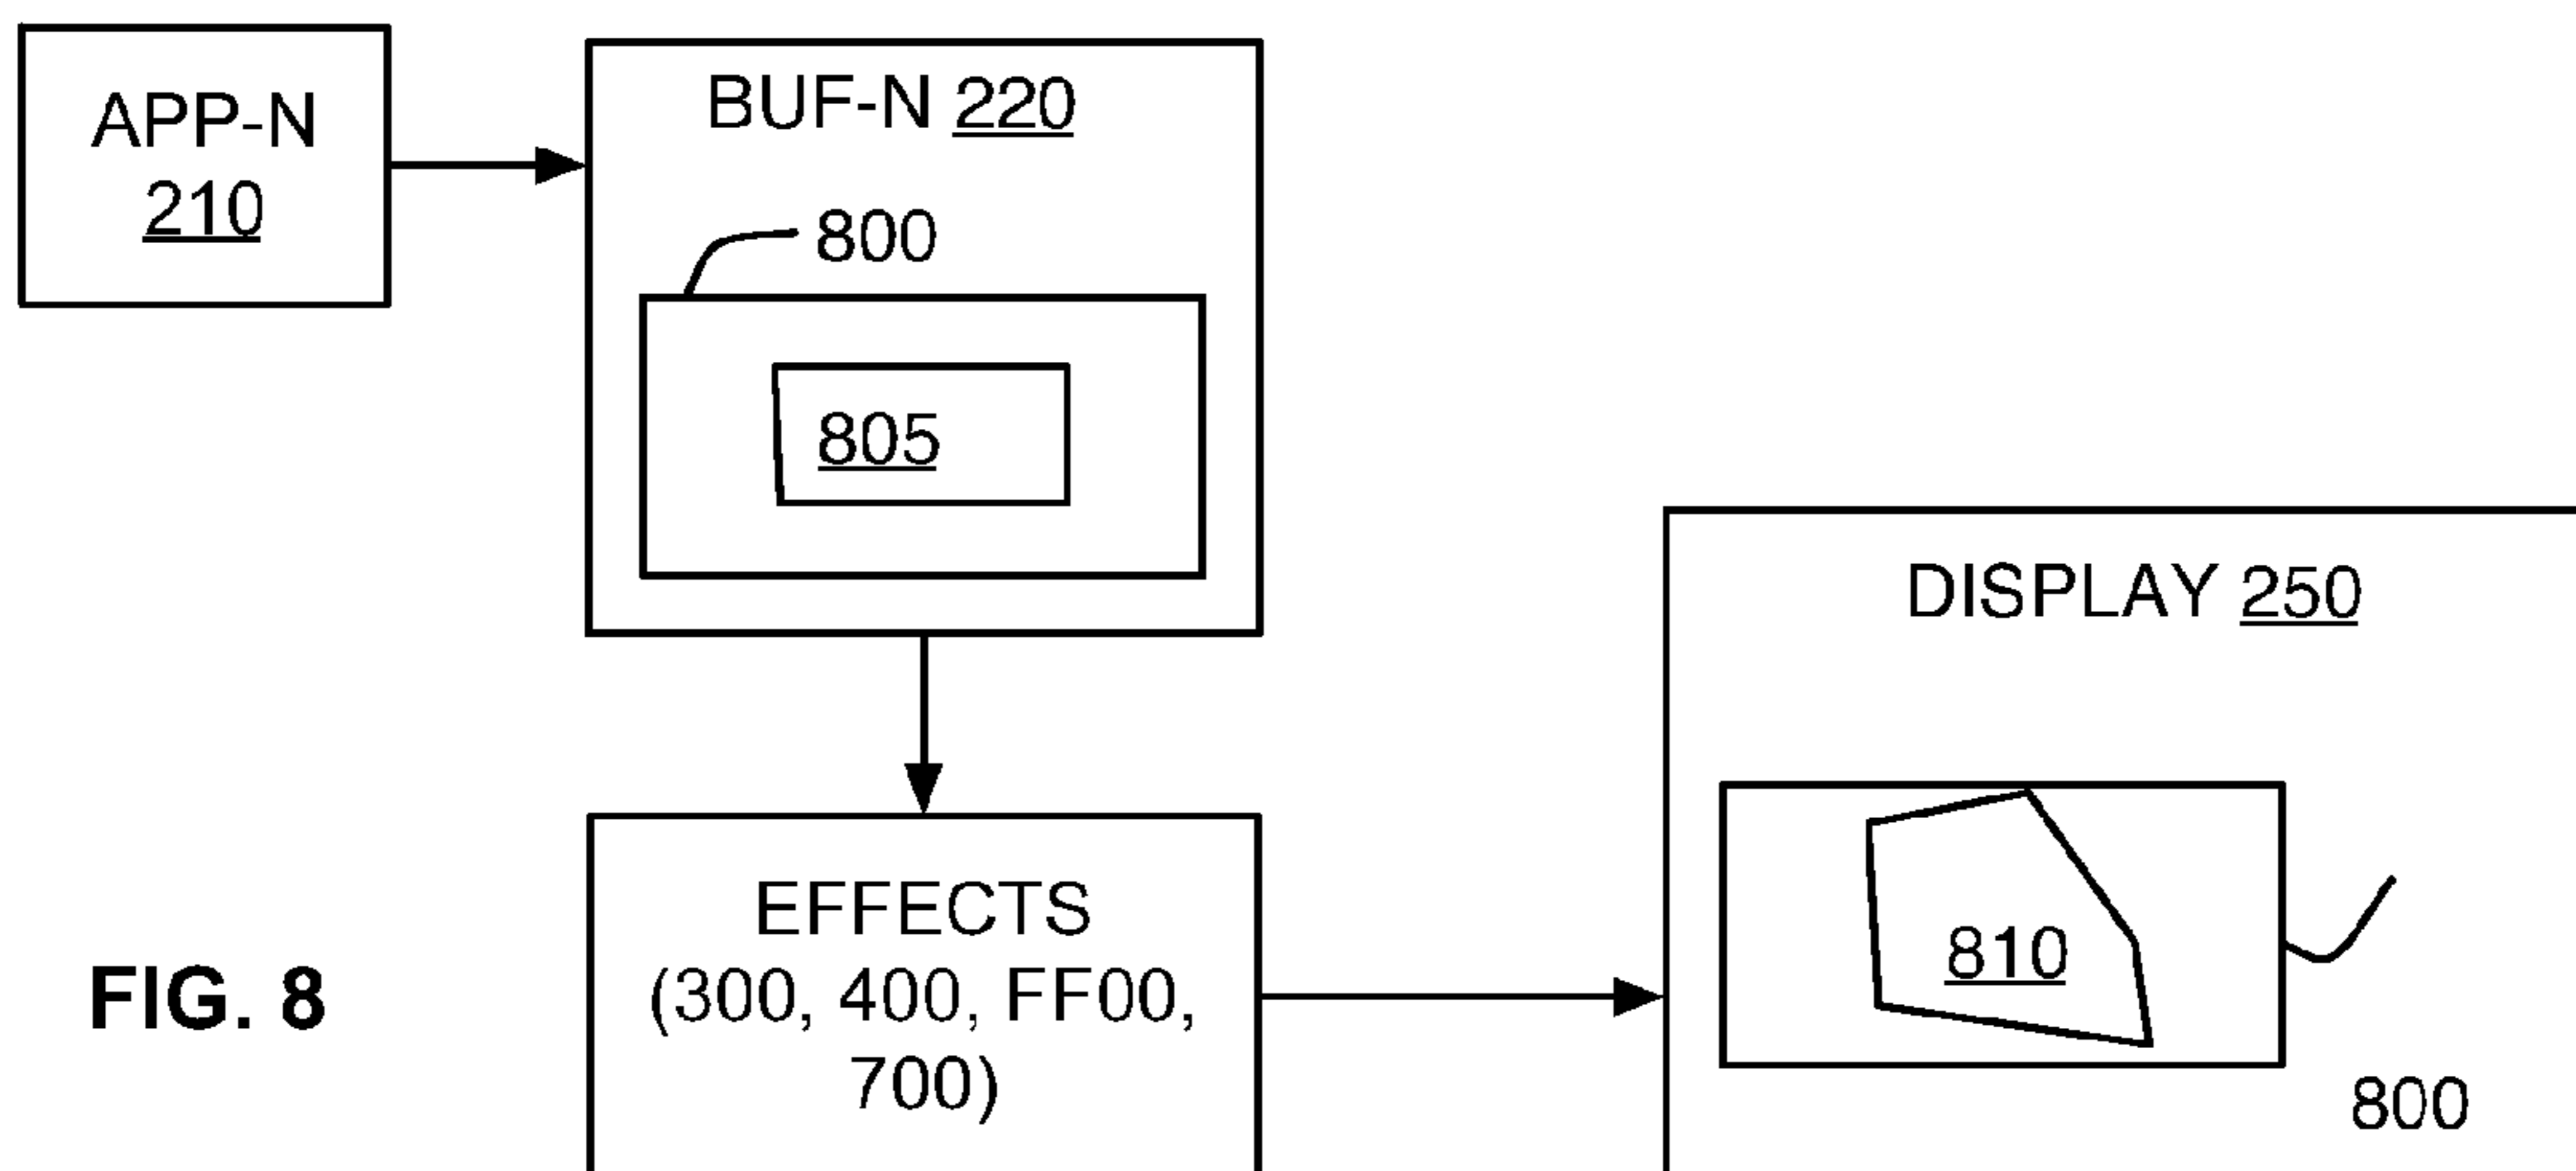 APP-N
210
BUF-N 220
800
805
DISPLAY 250
EFFECTS
(300, 400, FF00,
700)
810
800
FIG. 8